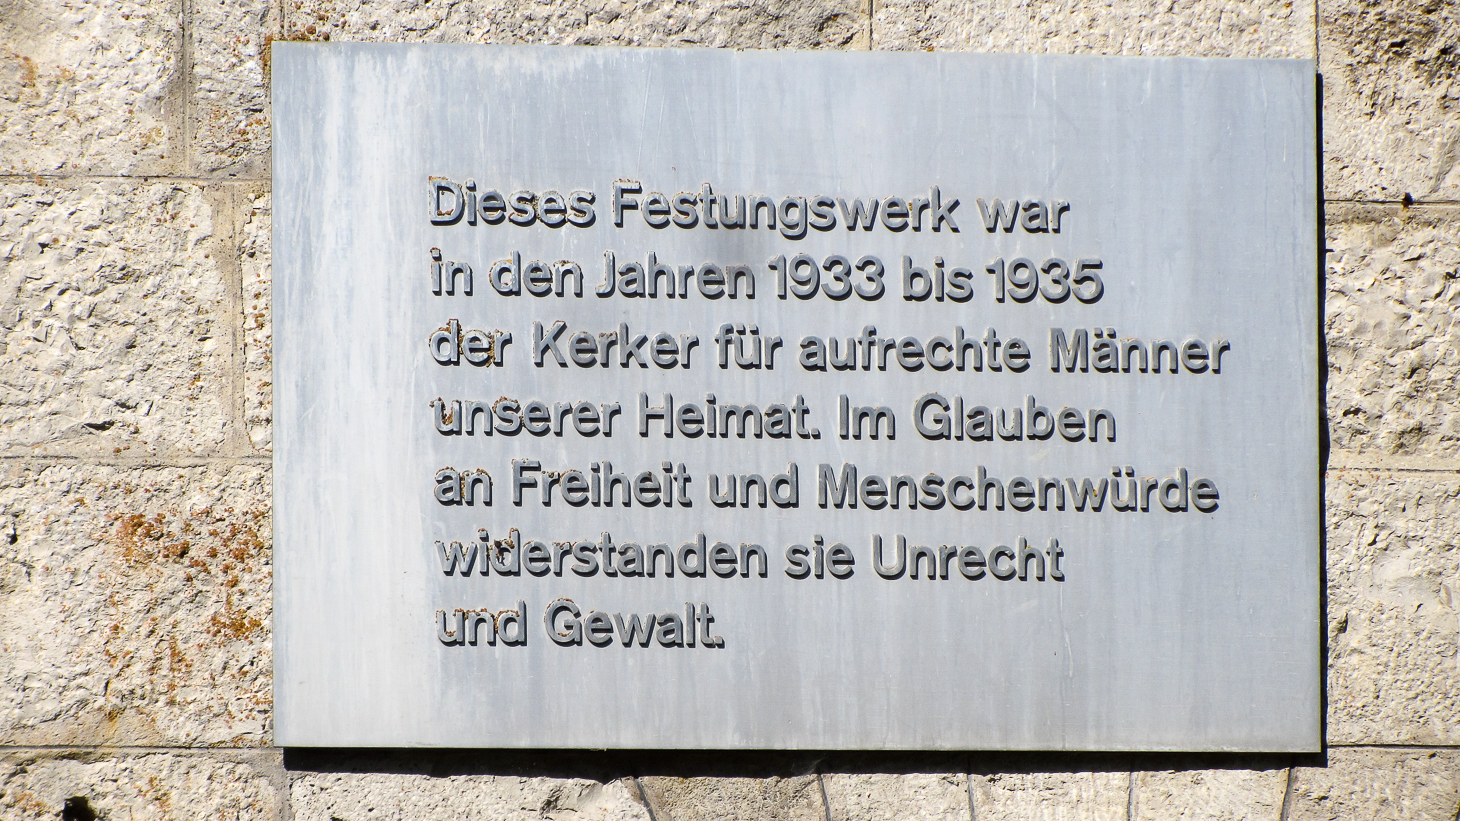 Dieses Festungswerk war
in den Jahren 1933 bis 1935
der Kerker für aufrechte Männer
unserer Heimat. Im Glauben
an Freiheit und Menschenwürde
widerstanden sie Unrecht
und Gewalt.